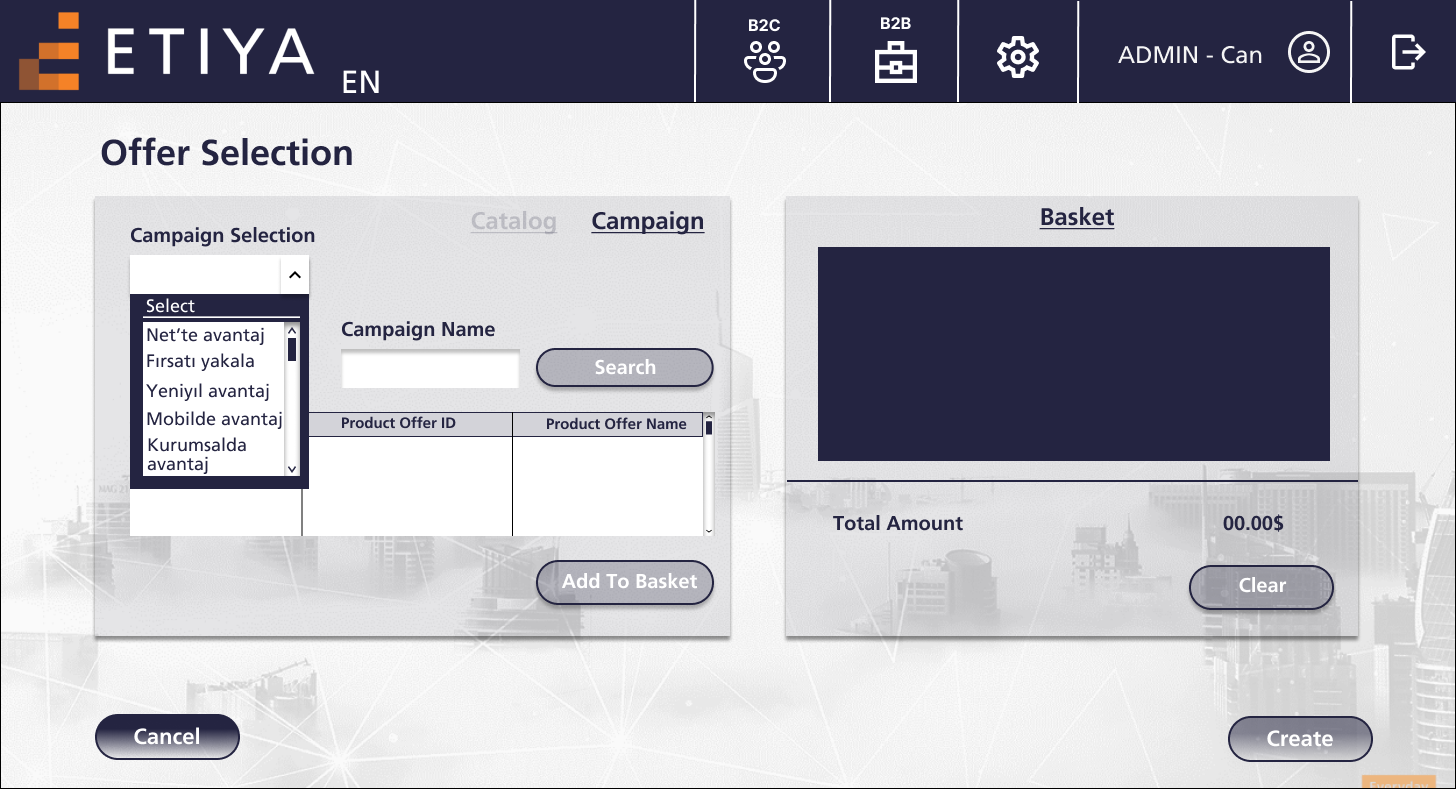 ETIYA
EN
B2C
B2B
ADMIN - Can
Offer Selection
Catalog
Campaign
Campaign Selection
Select
Net’te avantaj
Fırsatı yakala
Yeniyıl avantaj
Mobilde avantaj
Kurumsalda
avantaj
Campaign Name
Search
Product Offer ID
Product Offer Name
Add To Basket
Basket
Total Amount
00.00$
Clear
Cancel
Create
Everyday